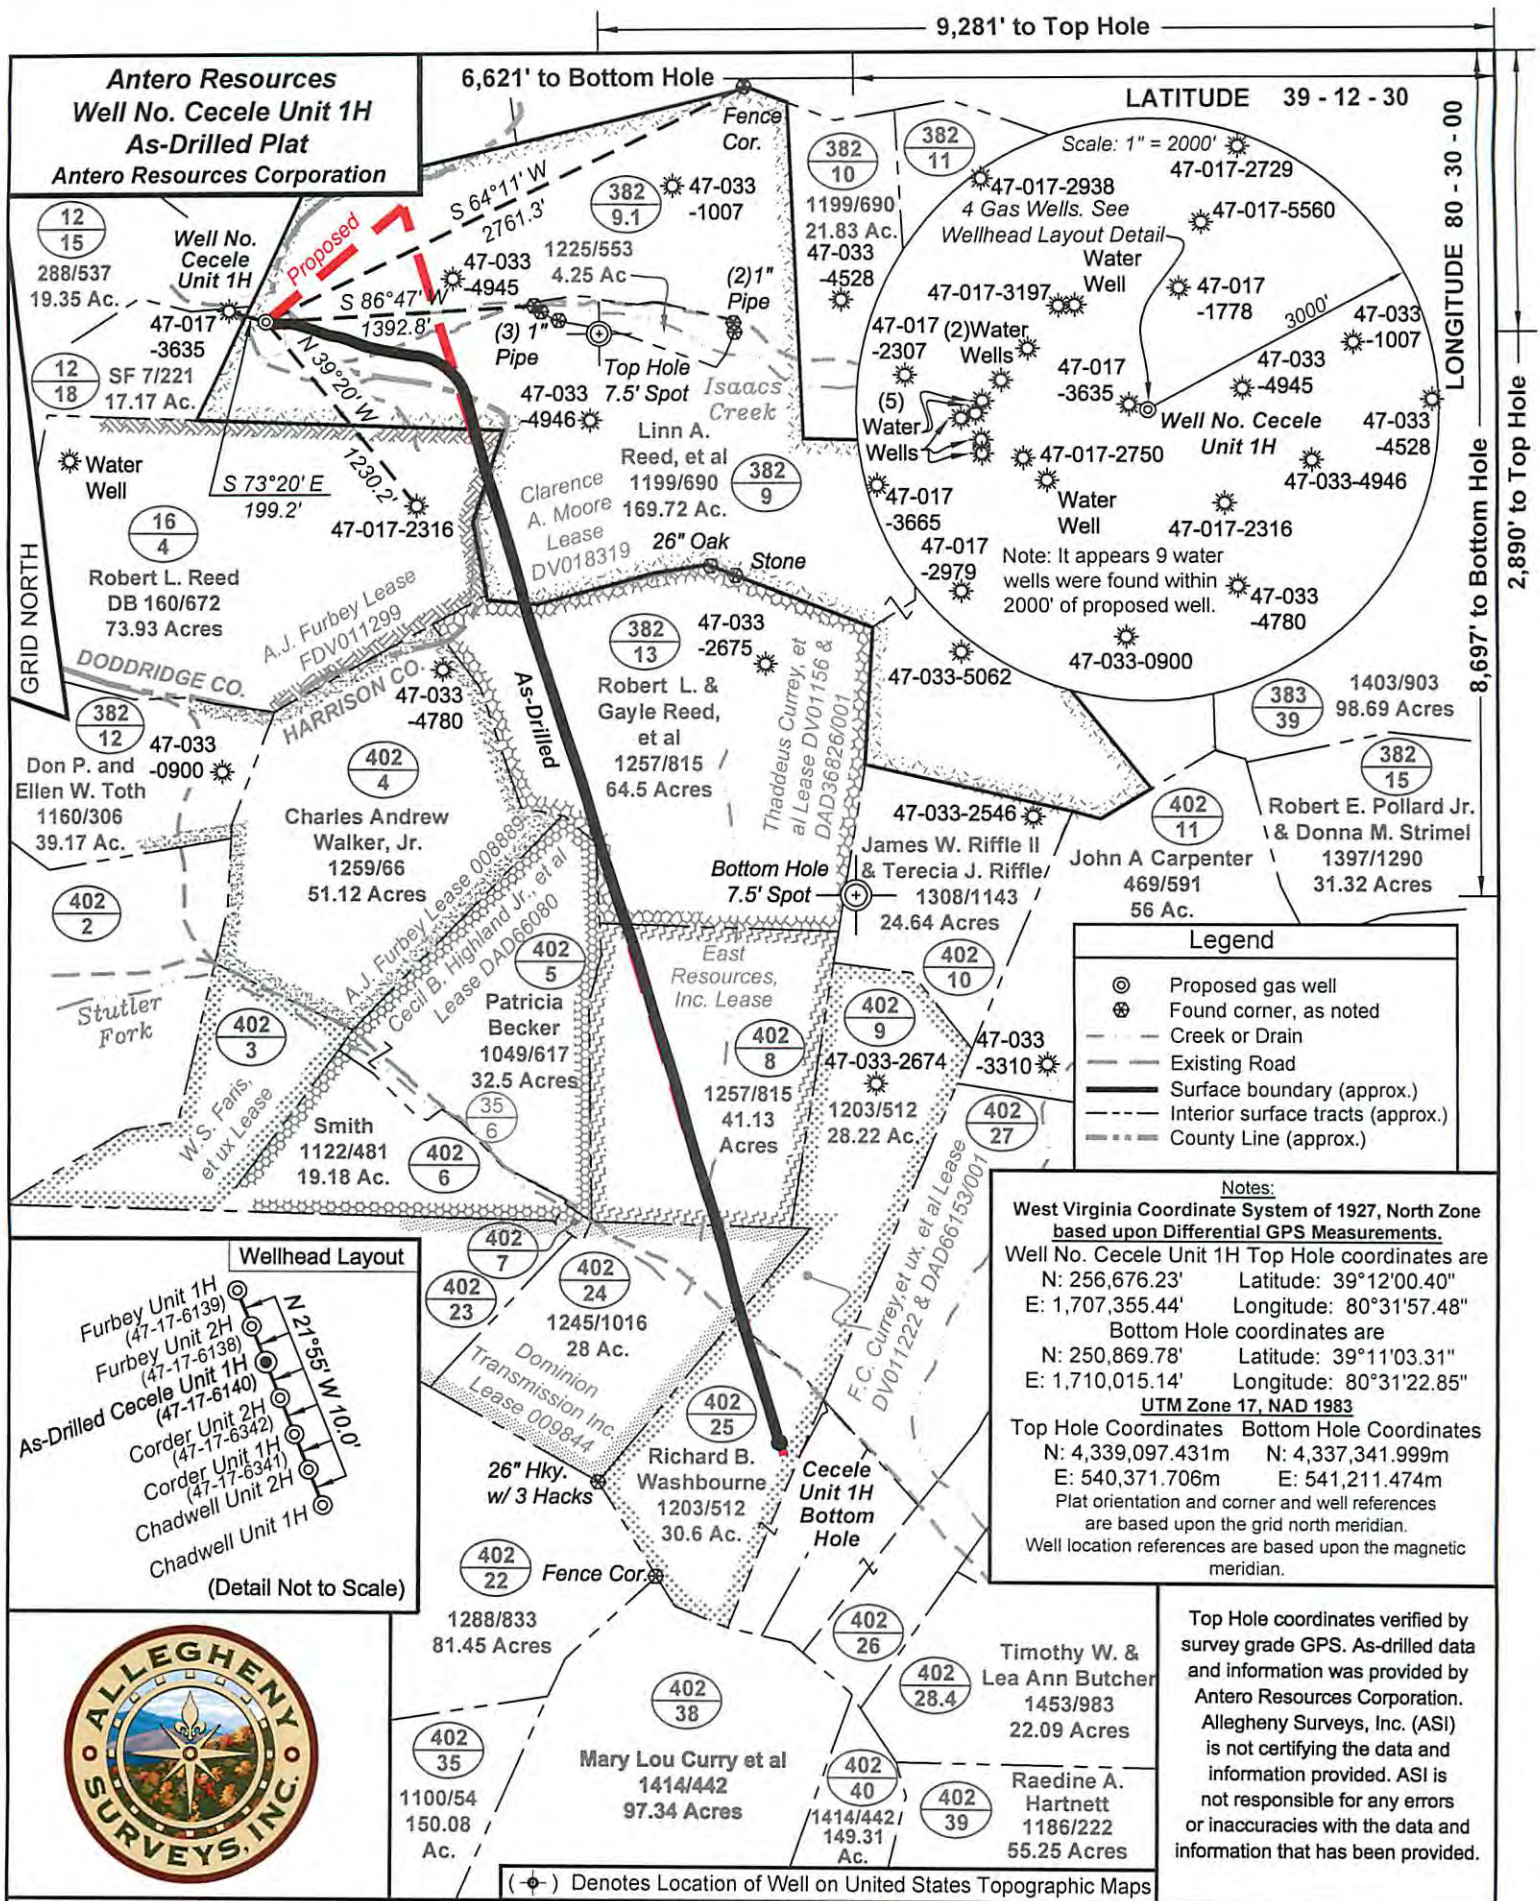 9,281' to Top Hole
6,621' to Bottom Hole
Antero Resources
Well No. Cecele Unit 1H
As-Drilled Plat
Antero Resources Corporation
LATITUDE 39 - 12 - 30
LONGITUDE 80 - 30 - 00
2,890' to Top Hole
8,697' to Bottom Hole
GRID NORTH
Fence
Cor.
S 64°11' W
2761.3'
382
9.1
47-033
-1007
1225/553
4.25 Ac
382
10
1199/690
21.83 Ac.
47-033
-4528
382
11
12
15
288/537
19.35 Ac.
Well No.
Cecele
Unit 1H
Proposed
47-033
-4945
S 86°47' W
1392.8'
(3) 1"
Pipe
(2)1"
Pipe
Top Hole
7.5' Spot
Isaacs
Creek
47-017
-3635
12
18
SF 7/221
17.17 Ac.
N 39°20' W
1230.2'
S 73°20' E
199.2'
47-017-2316
47-033
-4946
Linn A.
Reed, et al
1199/690
169.72 Ac.
382
9
Clarence
A. Moore
Lease
DV018319
26" Oak
Stone
Water
Well
16
4
Robert L. Reed
DB 160/672
73.93 Acres
A.J. Furbey Lease
FDV011299
DODDRIDGE CO.
HARRISON CO.
Scale: 1" = 2000'
47-017-2729
47-017-2938
4 Gas Wells. See
Wellhead Layout Detail
47-017-5560
Water
Well
47-017-3197
47-017
-1778
3000'
47-033
-1007
47-017
-2307
(2)Water
Wells
47-017
-3635
47-033
-4945
(5)
Water
Wells
Well No. Cecele
Unit 1H
47-033
-4528
47-017-2750
47-033-4946
47-017
-3665
Water
Well
47-017-2316
47-017
-2979
Note: It appears 9 water
wells were found within
2000' of proposed well.
47-033
-4780
47-033-0900
47-033-5062
382
13
47-033
-2675
Robert L. &
Gayle Reed,
et al
1257/815
64.5 Acres
Thaddeus Currey, et
al Lease DV01156 &
DAD36826/001
As-Drilled
47-033
-4780
382
12
47-033
-0900
Don P. and
Ellen W. Toth
1160/306
39.17 Ac.
402
4
Charles Andrew
Walker, Jr.
1259/66
51.12 Acres
383
39
1403/903
98.69 Acres
382
15
Robert E. Pollard Jr.
& Donna M. Strimel
1397/1290
31.32 Acres
402
11
John A Carpenter
469/591
56 Ac.
47-033-2546
James W. Riffle II
& Terecia J. Riffle
1308/1143
24.64 Acres
Bottom Hole
7.5' Spot
402
10
402
2
Stutler
Fork
402
3
W.S. Faris,
et ux Lease
A.J. Furbey Lease 008889
Cecil B. Highland Jr., et al
Lease DAD66080
402
5
Patricia
Becker
1049/617
32.5 Acres
35
6
Smith
1122/481
19.18 Ac.
402
6
East
Resources,
Inc. Lease
402
8
1257/815
41.13
Acres
402
9
47-033-2674
1203/512
28.22 Ac.
47-033
-3310
402
27
F.C. Currey, et ux, et al Lease
DV011222 & DAD66153/001
Legend
Proposed gas well
Found corner, as noted
Creek or Drain
Existing Road
Surface boundary (approx.)
Interior surface tracts (approx.)
County Line (approx.)
Notes:
West Virginia Coordinate System of 1927, North Zone
based upon Differential GPS Measurements.
Well No. Cecele Unit 1H Top Hole coordinates are
N: 256,676.23' Latitude: 39°12'00.40"
E: 1,707,355.44' Longitude: 80°31'57.48"
Bottom Hole coordinates are
N: 250,869.78' Latitude: 39°11'03.31"
E: 1,710,015.14' Longitude: 80°31'22.85"
UTM Zone 17, NAD 1983
Top Hole Coordinates Bottom Hole Coordinates
N: 4,339,097.431m N: 4,337,341.999m
E: 540,371.706m E: 541,211.474m
Plat orientation and corner and well references
are based upon the grid north meridian.
Well location references are based upon the magnetic
meridian.
Wellhead Layout
Furbey Unit 1H
(47-17-6139)
Furbey Unit 2H
(47-17-6138)
As-Drilled Cecele Unit 1H
(47-17-6140)
Corder Unit 2H
(47-17-6342)
Corder Unit 1H
(47-17-6341)
Chadwell Unit 2H
Chadwell Unit 1H
N 21°55' W 10.0'
(Detail Not to Scale)
402
7
402
23
402
24
1245/1016
28 Ac.
Dominion
Transmission Inc.
Lease 009844
402
25
Richard B.
Washbourne
1203/512
30.6 Ac.
26" Hky.
w/ 3 Hacks
Cecele
Unit 1H
Bottom
Hole
402
22
Fence Cor.
1288/833
81.45 Acres
402
26
402
28.4
Timothy W. &
Lea Ann Butcher
1453/983
22.09 Acres
402
38
Mary Lou Curry et al
1414/442
97.34 Acres
402
35
1100/54
150.08
Ac.
402
40
1414/442
149.31
Ac.
402
39
Raedine A.
Hartnett
1186/222
55.25 Acres
ALLEGHENY
SURVEYS, INC.
Top Hole coordinates verified by
survey grade GPS. As-drilled data
and information was provided by
Antero Resources Corporation.
Allegheny Surveys, Inc. (ASI)
is not certifying the data and
information provided. ASI is
not responsible for any errors
or inaccuracies with the data and
information that has been provided.
( ) Denotes Location of Well on United States Topographic Maps